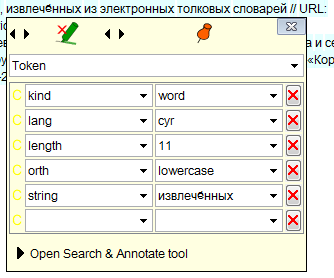 , извлечённых из электронных толковых словарей // URL:
а и се
«Кор
Token
C kind word
C lang cyr
C length 11
C orth lowercase
C string извлечённых
C
Open Search & Annotate tool